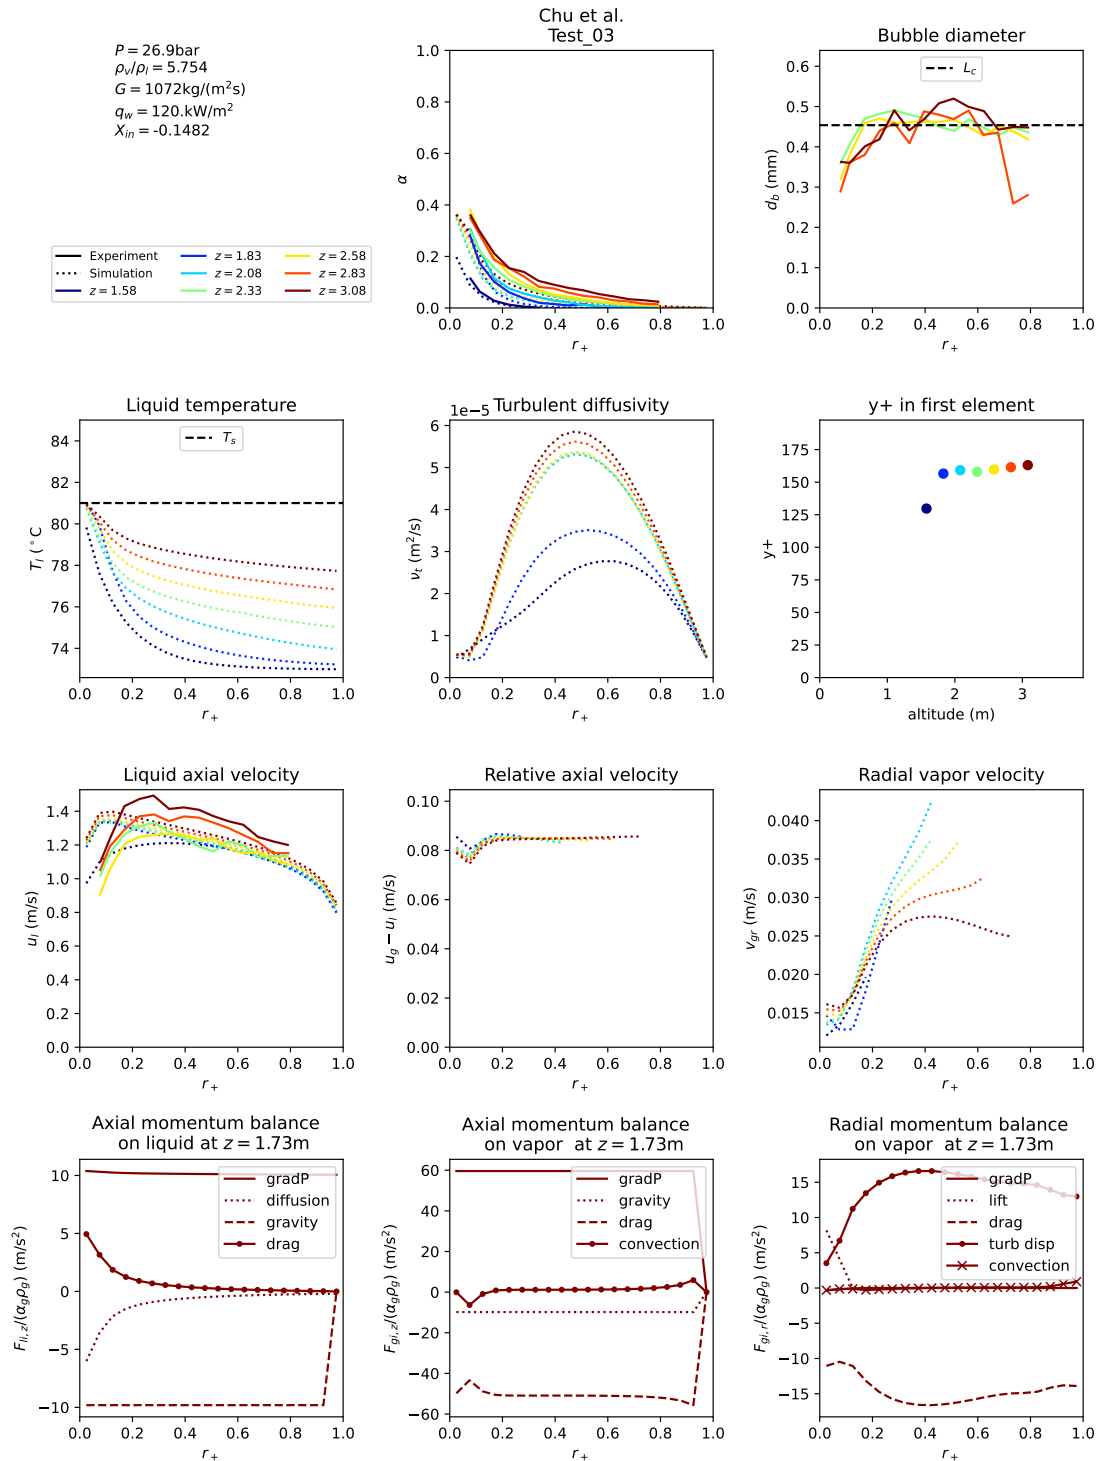 P = 26.9bar
ρv/ρl = 5.754
G = 1072kg/(m²s)
qw = 120.kW/m²
Xin = -0.1482
Experiment
Simulation
z = 1.58
z = 1.83
z = 2.08
z = 2.33
z = 2.58
z = 2.83
z = 3.08
Chu et al.
Test_03
1.0
0.8
0.6
0.4
0.2
0.0
α
0.0 0.2 0.4 0.6 0.8 1.0
r+
Bubble diameter
Lc
0.6
0.5
0.4
0.3
0.2
0.1
0.0
db (mm)
0.0 0.2 0.4 0.6 0.8 1.0
r+
Liquid temperature
Ts
84
82
80
78
76
74
Tl (°C
0.0 0.2 0.4 0.6 0.8 1.0
r+
1e−5
Turbulent diffusivity
6
5
4
3
2
1
0
νt (m²/s)
0.0 0.2 0.4 0.6 0.8 1.0
r+
y+ in first element
175
150
125
100
75
50
25
0
y+
0 1 2 3
altitude (m)
Liquid axial velocity
1.4
1.2
1.0
0.8
0.6
0.4
0.2
0.0
ul (m/s)
0.0 0.2 0.4 0.6 0.8 1.0
r+
Relative axial velocity
0.10
0.08
0.06
0.04
0.02
0.00
ug − ul (m/s)
0.0 0.2 0.4 0.6 0.8 1.0
r+
Radial vapor velocity
0.040
0.035
0.030
0.025
0.020
0.015
vgr (m/s)
0.0 0.2 0.4 0.6 0.8 1.0
r+
Axial momentum balance
on liquid at z = 1.73m
gradP
diffusion
gravity
drag
10
5
0
−5
−10
Fli,z/(αgρg) (m/s²)
0.0 0.2 0.4 0.6 0.8 1.0
r+
Axial momentum balance
on vapor at z = 1.73m
gradP
gravity
drag
convection
60
40
20
0
−20
−40
−60
Fgi,z/(αgρg) (m/s²)
0.0 0.2 0.4 0.6 0.8 1.0
r+
Radial momentum balance
on vapor at z = 1.73m
gradP
lift
drag
turb disp
convection
15
10
5
0
−5
−10
−15
Fgi,r/(αgρg) (m/s²)
0.0 0.2 0.4 0.6 0.8 1.0
r+